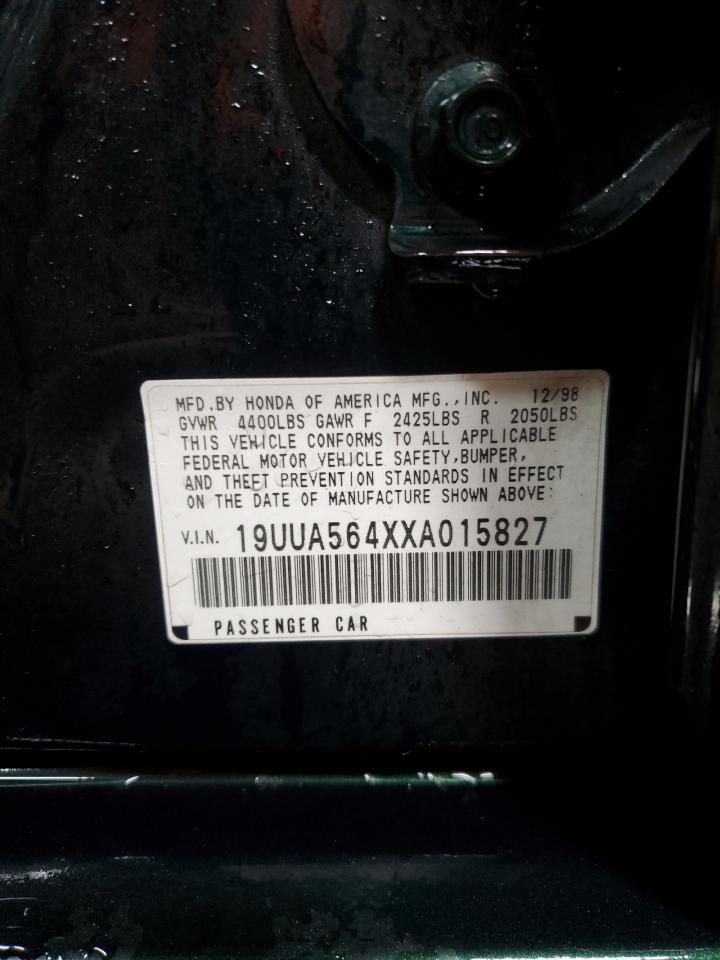 MFD.BY HONDA OF AMERICA MFG.,INC. 12/98
GVWR 4400LBS GAWR F 2425LBS R 2050LBS
THIS VEHICLE CONFORMS TO ALL APPLICABLE
FEDERAL MOTOR VEHICLE SAFETY,BUMPER,
AND THEFT PREVENTION STANDARDS IN EFFECT
ON THE DATE OF MANUFACTURE SHOWN ABOVE:
V.I.N. 19UUA564XXA015827
PASSENGER CAR